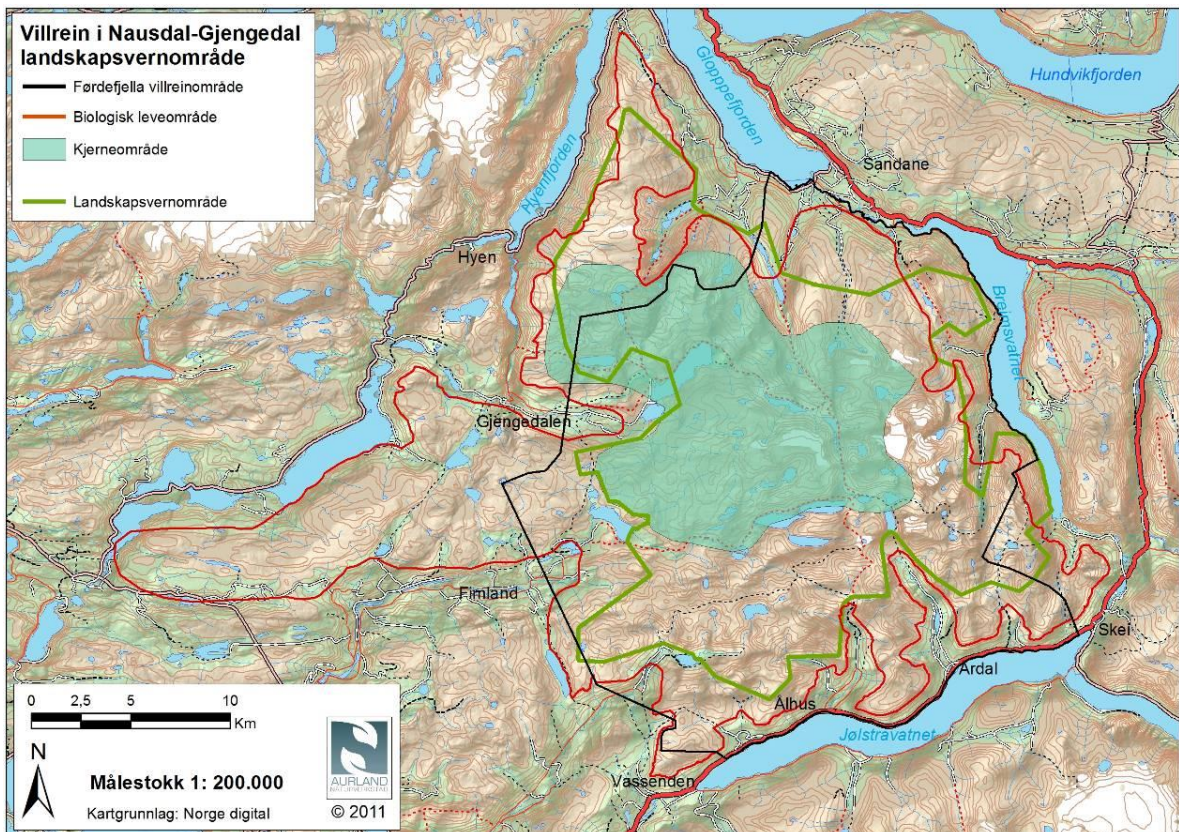 Villrein i Nausdal-Gjengedal
landskapsvernområde
Førdefjella villreinområde
Biologisk leveområde
Kjerneområde
Landskapsvernområde
Hundvikfjorden
Gloppefjorden
Sandane
Hyenfjorden
Hyen
Breimsvatnet
Gjengedalen
Fimland
Skei
Ardal
Alhus
Jølstravatnet
Vassenden
0 2,5 5 10
Km
N
Målestokk 1: 200.000
Kartgrunnlag: Norge digital
AURLAND
NATURVERKSTAD
© 2011